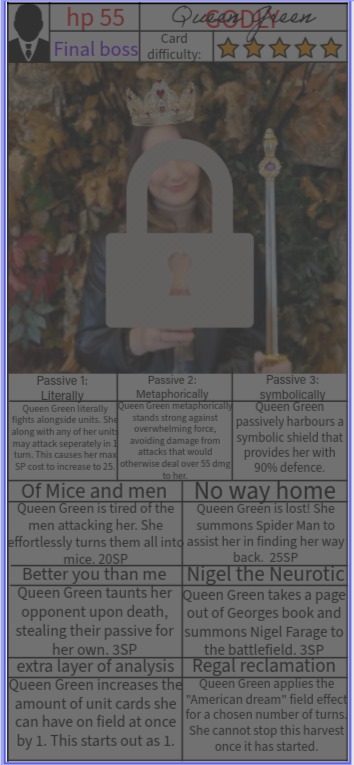 hp 55
Queen Green
GODLY
Final boss
Card
difficulty:
Passive 1:
Literally
Passive 2:
Metaphorically
Passive 3:
symbolically
Queen Green literally
fights alongside units. She
along with any of her units
may attack seperately in 1
turn. This causes her max
SP cost to increase to 25.
Queen Green metaphorically
stands strong against
overwhelming force,
avoiding damage from
attacks that would
otherwise deal over 55 dmg
to her.
Queen Green
passively harbours a
symbolic shield that
provides her with
90% defence.
Of Mice and men
No way home
Queen Green is tired of the
men attacking her. She
effortlessly turns them all into
mice. 20SP
Queen Green is lost! She
summons Spider Man to
assist her in finding her way
back. 25SP
Better you than me
Nigel the Neurotic
Queen Green taunts her
opponent upon death,
stealing their passive for
her own. 3SP
Queen Green takes a page
out of Georges book and
summons Nigel Farage to
the battlefield. 3SP
extra layer of analysis
Regal reclamation
Queen Green increases the
amount of unit cards she
can have on field at once
by 1. This starts out as 1.
Queen Green applies the
"American dream" field effect
for a chosen number of turns.
She cannot stop this harvest
once it has started.